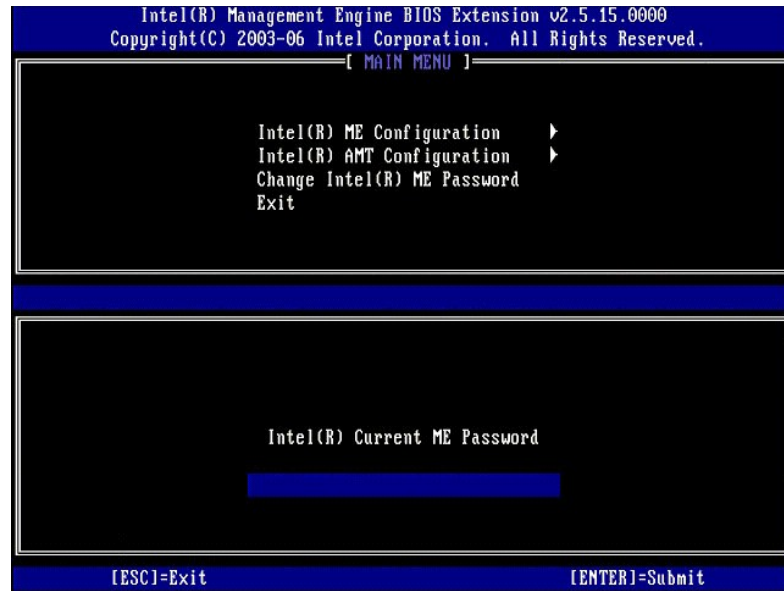 Intel(R) Management Engine BIOS Extension v2.5.15.0000
Copyright(C) 2003-06 Intel Corporation. All Rights Reserved.
[ MAIN MENU ]
Intel(R) ME Configuration
Intel(R) AMT Configuration
Change Intel(R) ME Password
Exit
Intel(R) Current ME Password
[ESC]=Exit [ENTER]=Submit